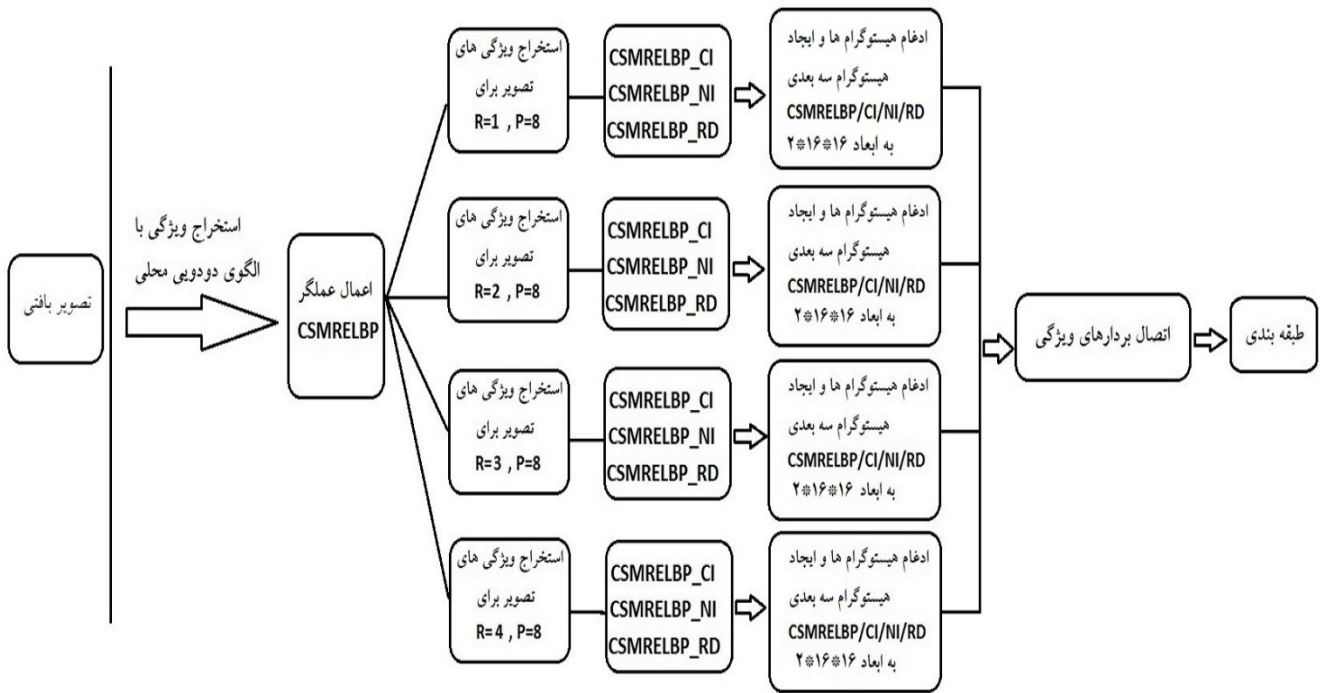 تصویر بافتی
استخراج ویژگی با
الگوی دودویی محلی
اعمال عملگر
CSMRELBP
استخراج ویژگی های
تصویر برای
R=1 , P=8
CSMRELBP_CI
CSMRELBP_NI
CSMRELBP_RD
ادغام هیستوگرام ها و ایجاد
هیستوگرام سه بعدی
CSMRELBP/CI/NI/RD
به ابعاد ۱۶*۱۶*۲
استخراج ویژگی های
تصویر برای
R=2 , P=8
CSMRELBP_CI
CSMRELBP_NI
CSMRELBP_RD
ادغام هیستوگرام ها و ایجاد
هیستوگرام سه بعدی
CSMRELBP/CI/NI/RD
به ابعاد ۱۶*۱۶*۲
استخراج ویژگی های
تصویر برای
R=3 , P=8
CSMRELBP_CI
CSMRELBP_NI
CSMRELBP_RD
ادغام هیستوگرام ها و ایجاد
هیستوگرام سه بعدی
CSMRELBP/CI/NI/RD
به ابعاد ۱۶*۱۶*۲
استخراج ویژگی های
تصویر برای
R=4 , P=8
CSMRELBP_CI
CSMRELBP_NI
CSMRELBP_RD
ادغام هیستوگرام ها و ایجاد
هیستوگرام سه بعدی
CSMRELBP/CI/NI/RD
به ابعاد ۱۶*۱۶*۲
اتصال بردارهای ویژگی
طبقه بندی